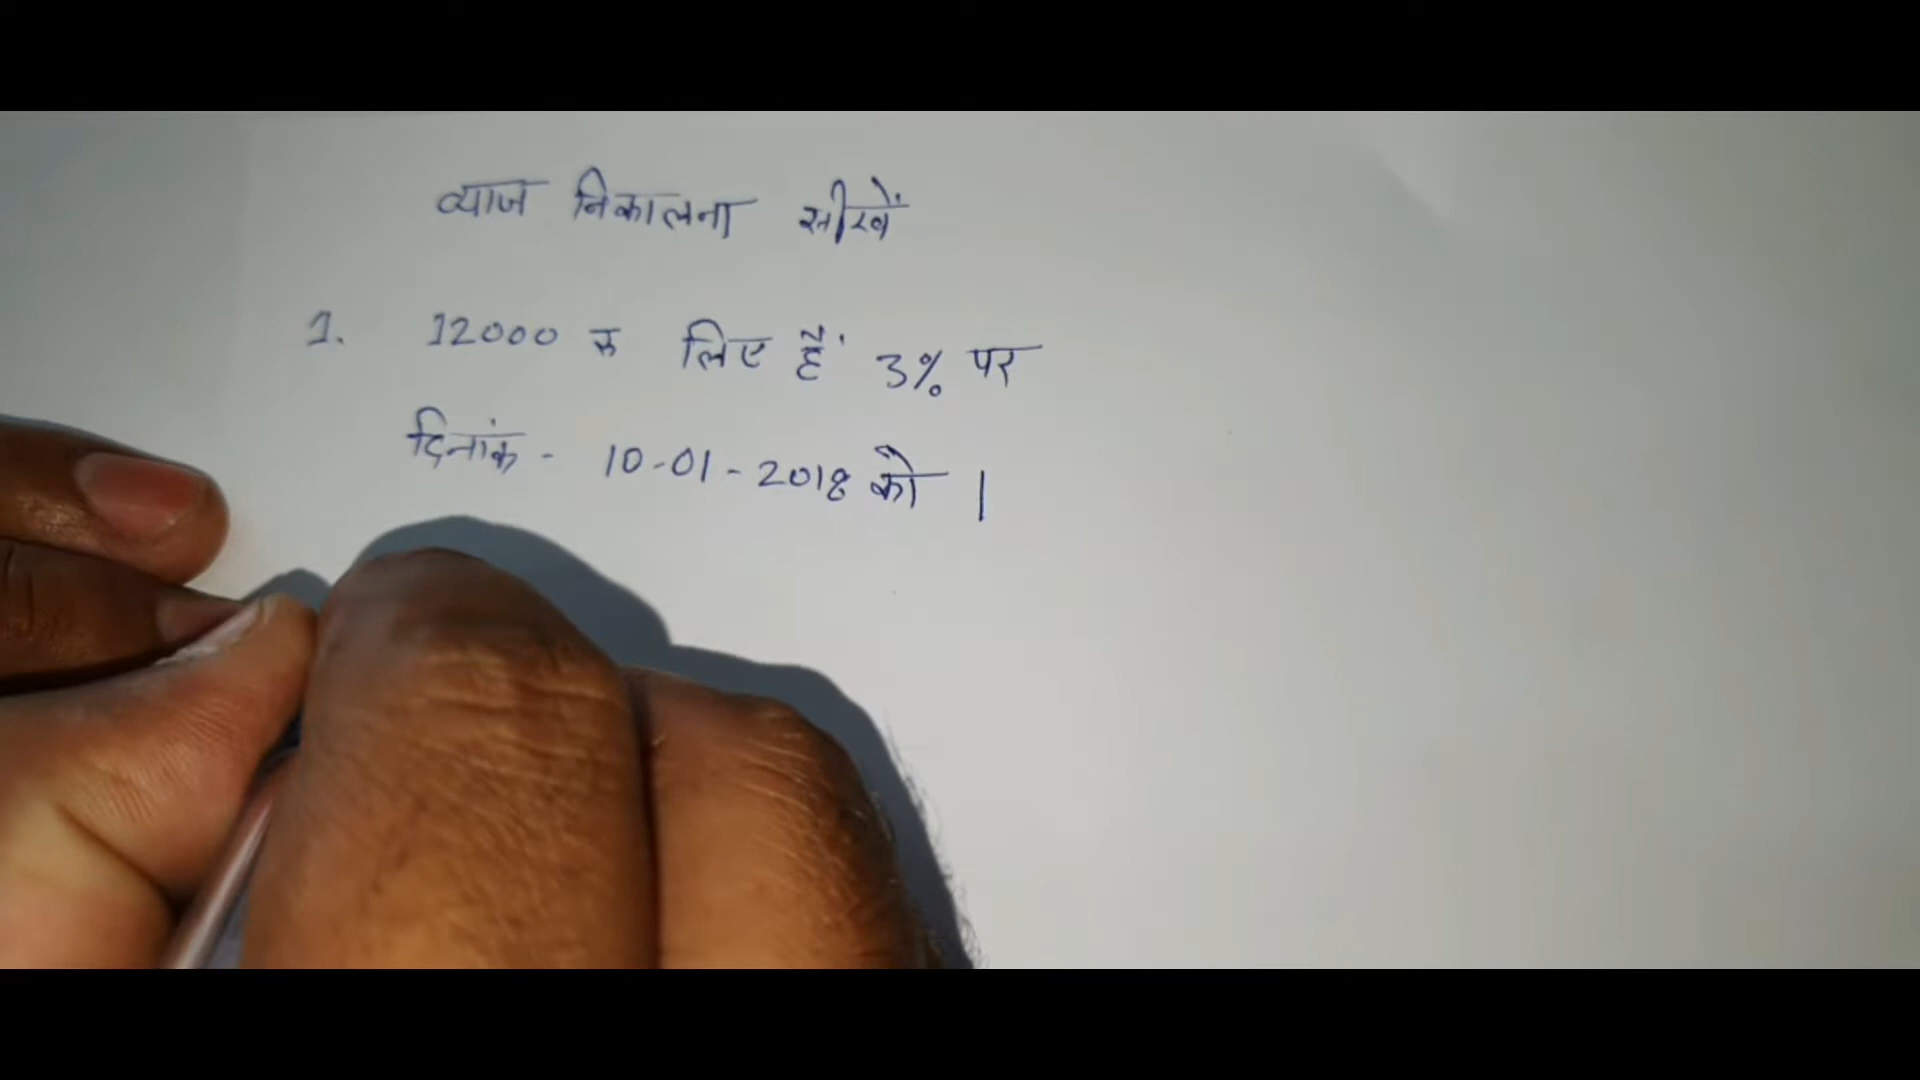 ब्याज निकालना सीखें
1. 12000 रु लिए हैं 3% पर
दिनांक - 10-01-2018 को ।